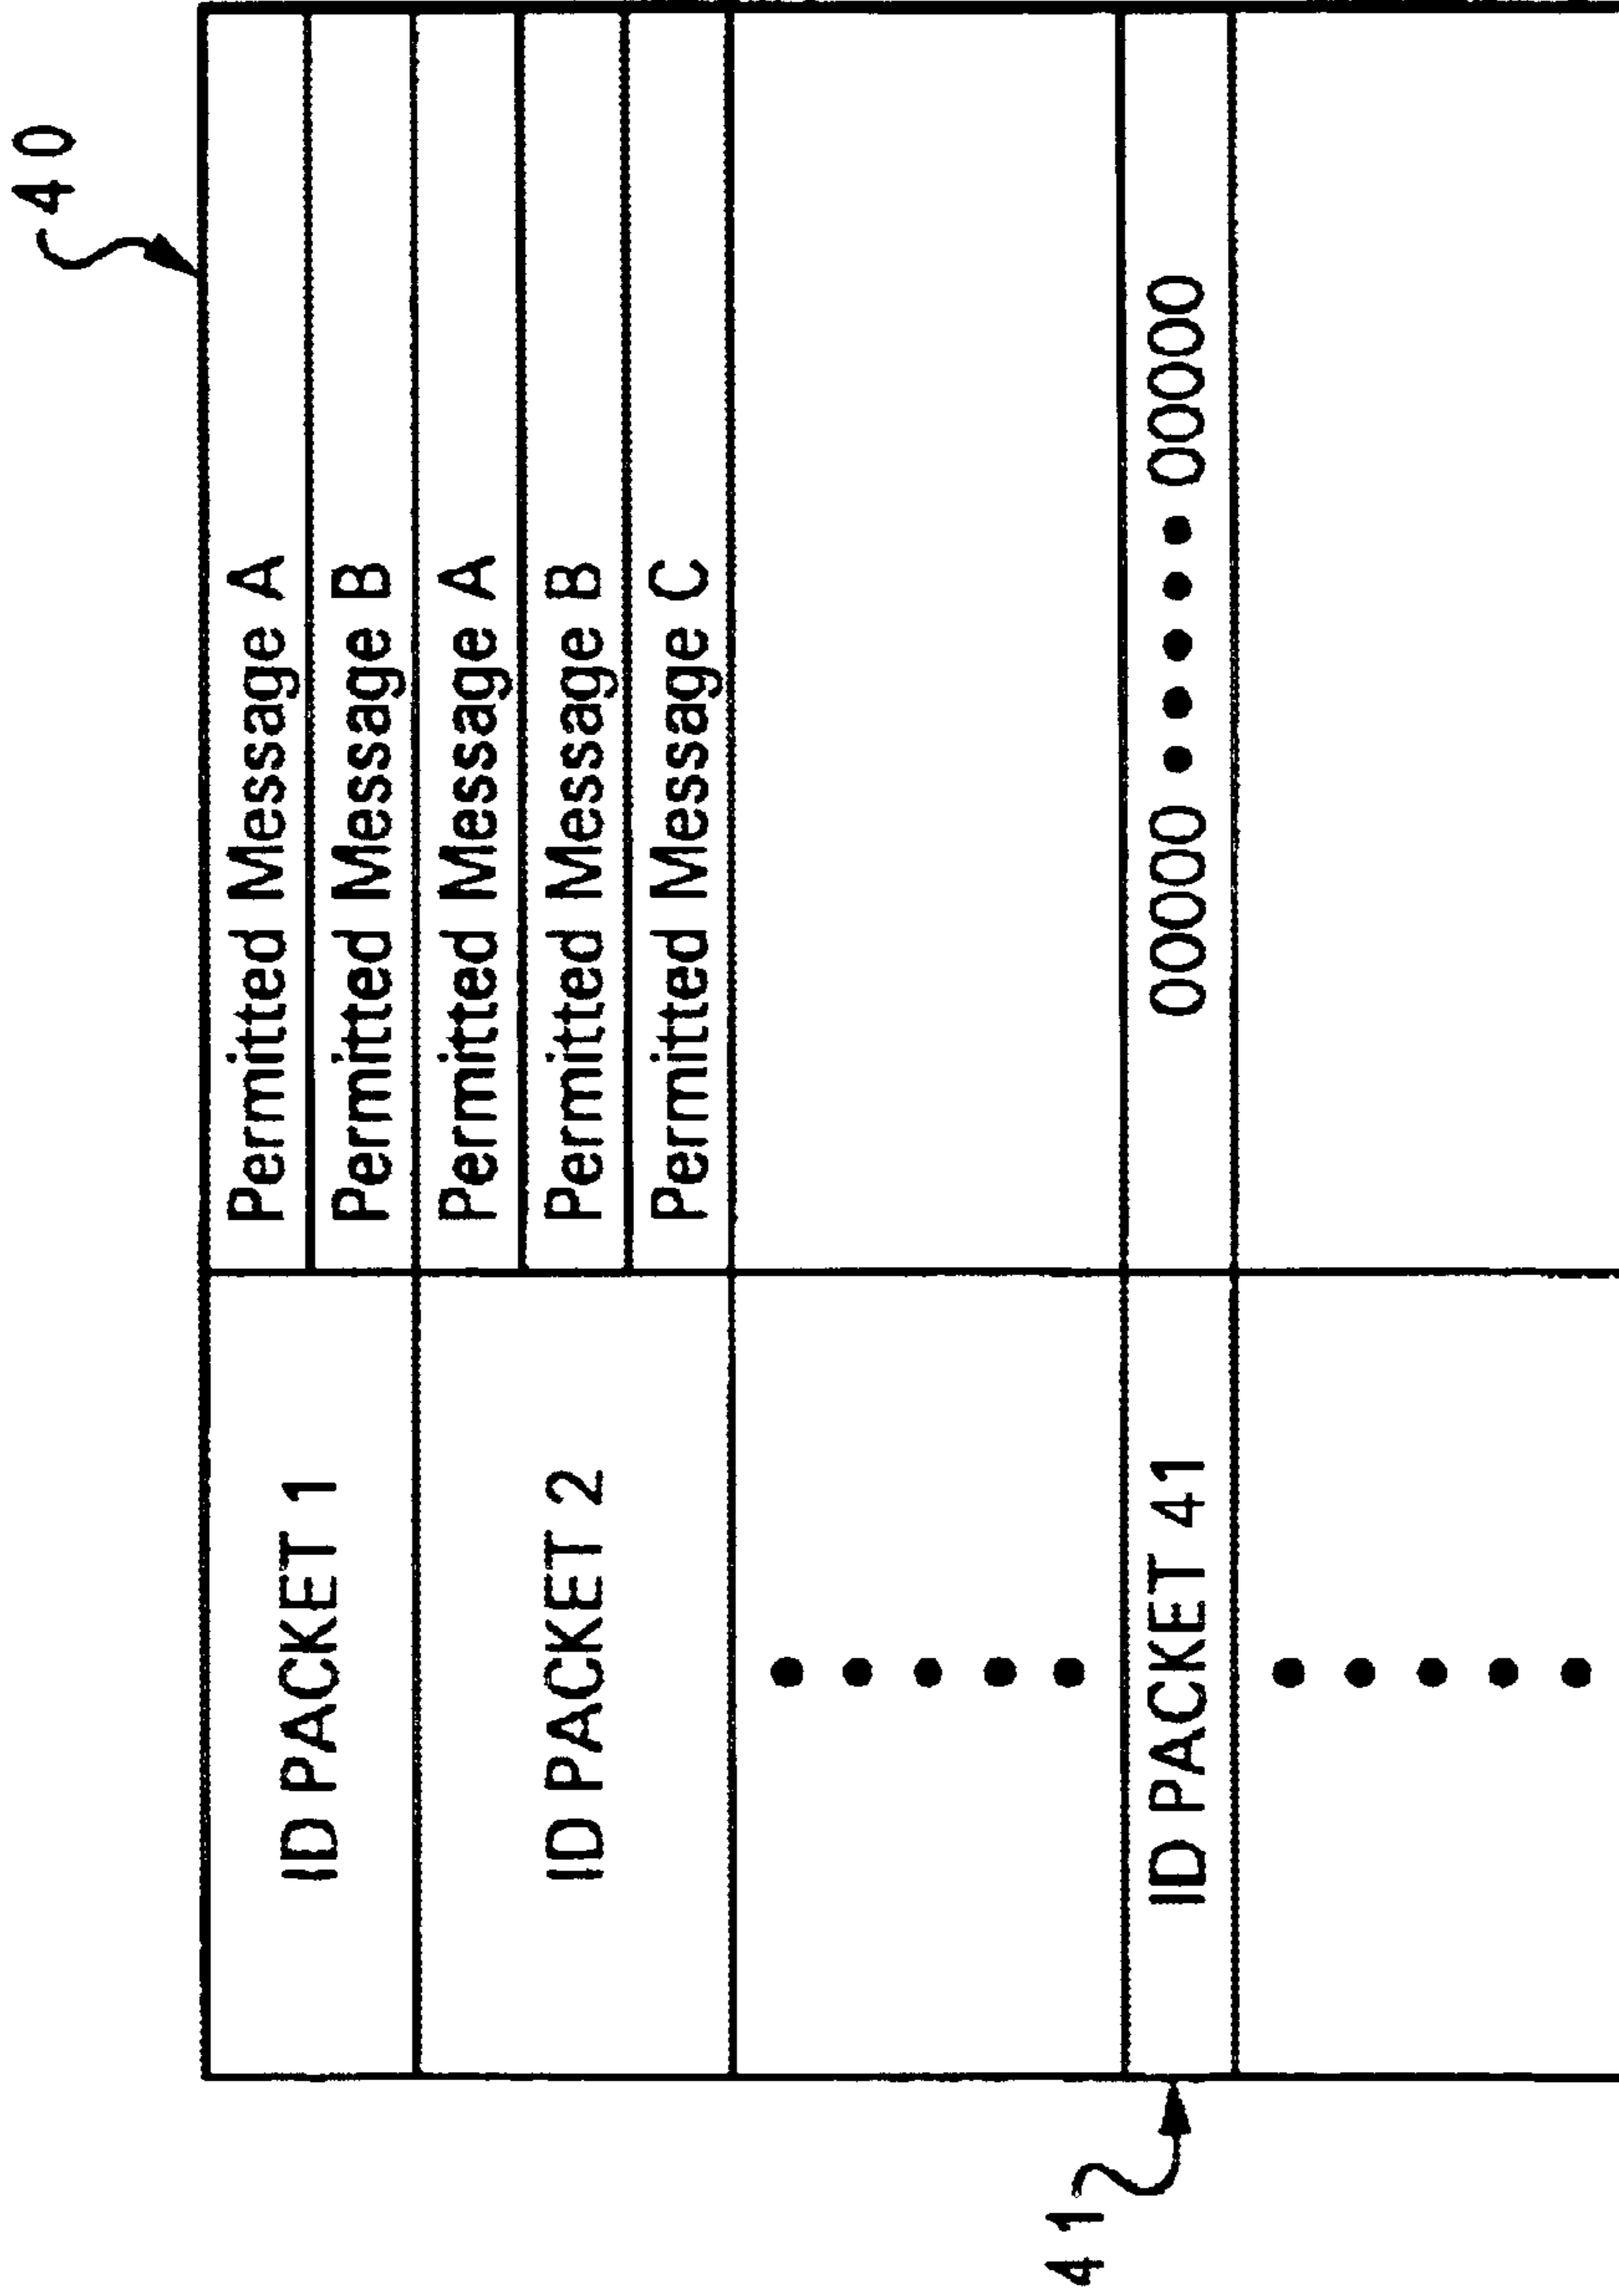 40
ID PACKET 1
Permitted Message A
Permitted Message B
ID PACKET 2
Permitted Message A
Permitted Message B
Permitted Message C
41
ID PACKET 41
00000 ● ● ● ● ● 00000